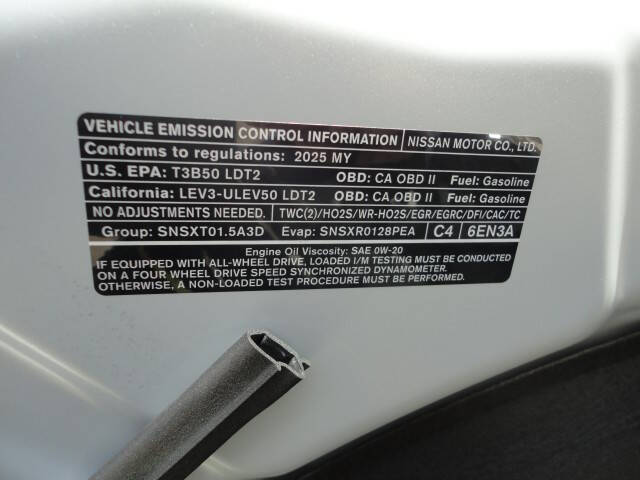 VEHICLE EMISSION CONTROL INFORMATION NISSAN MOTOR CO., LTD.
Conforms to regulations: 2025 MY
U.S. EPA: T3B50 LDT2 OBD: CA OBD II Fuel: Gasoline
California: LEV3-ULEV50 LDT2 OBD: CA OBD II Fuel: Gasoline
NO ADJUSTMENTS NEEDED. TWC(2)/HO2S/WR-HO2S/EGR/EGRC/DFI/CAC/TC
Group: SNSXT01.5A3D Evap: SNSXR0128PEA C4 6EN3A
Engine Oil Viscosity: SAE 0W-20
IF EQUIPPED WITH ALL-WHEEL DRIVE, LOADED I/M TESTING MUST BE CONDUCTED
ON A FOUR WHEEL DRIVE SPEED SYNCHRONIZED DYNAMOMETER.
OTHERWISE, A NON-LOADED TEST PROCEDURE MUST BE PERFORMED.